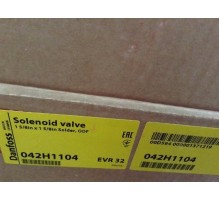 Danfoss
Solenoid valve
1 5/8in x 1 5/8in Solder, ODF
EAC
042H1104
EVR 32
042H1104